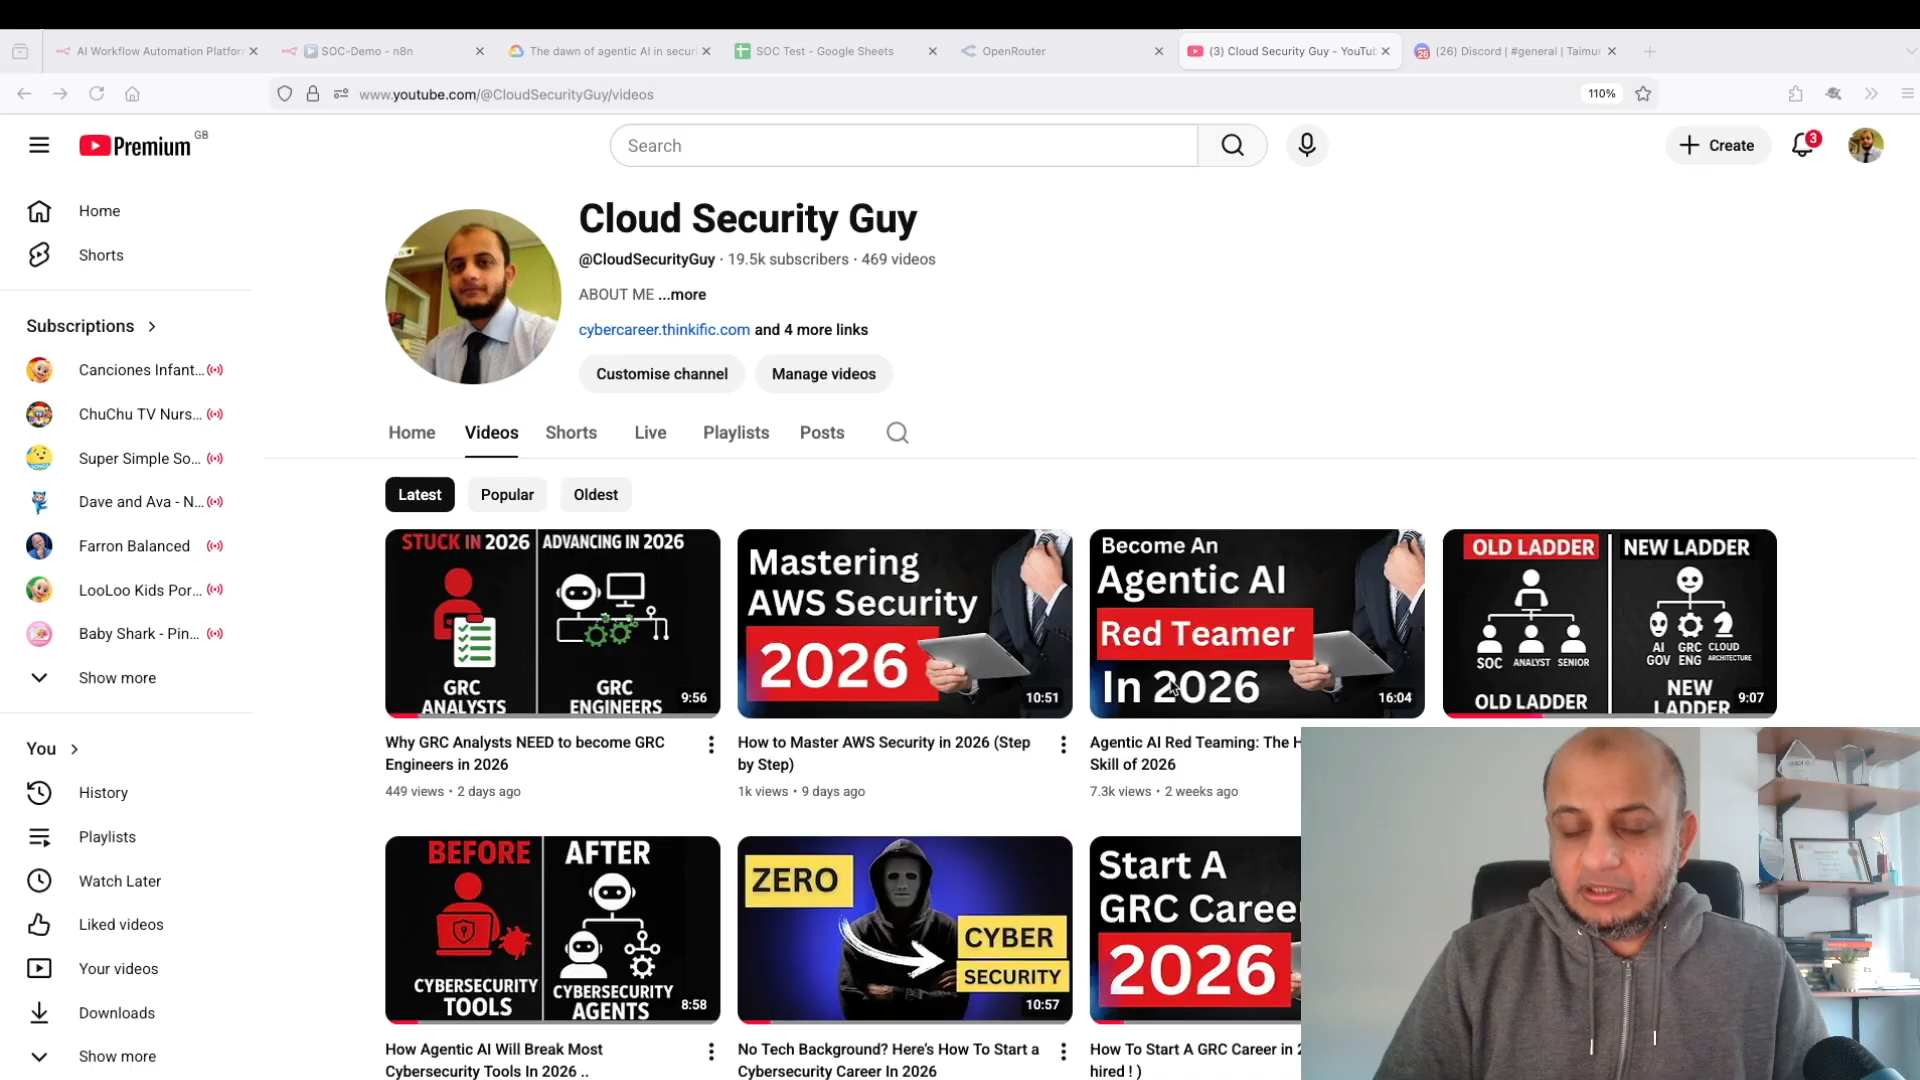 AI Workflow Automation Platfor
SOC-Demo - n8n
The dawn of agentic AI in secur
SOC Test - Google Sheets
OpenRouter
(3) Cloud Security Guy - YouTu
26
(26) Discord | #general | Taimur
www.youtube.com/@CloudSecurityGuy/videos
110%
Premium
GB
Search
Create
3
Home
Shorts
Subscriptions
Canciones Infant...
ChuChu TV Nurs...
Super Simple So...
Dave and Ava - N...
Farron Balanced
LooLoo Kids Por...
Baby Shark - Pin...
Show more
You
History
Playlists
Watch Later
Liked videos
Your videos
Downloads
Show more
Cloud Security Guy
@CloudSecurityGuy · 19.5k subscribers · 469 videos
ABOUT ME ...more
cybercareer.thinkific.com and 4 more links
Customise channel
Manage videos
Home
Videos
Shorts
Live
Playlists
Posts
Latest
Popular
Oldest
STUCK IN 2026
ADVANCING IN 2026
GRC
ANALYSTS
GRC
ENGINEERS
9:56
Mastering
AWS Security
2026
10:51
Become An
Agentic AI
Red Teamer
In 2026
16:04
OLD LADDER
NEW LADDER
SOC
ANALYST
SENIOR
AI
GOV
GRC
ENG
CLOUD
ARCHITECTURE
OLD LADDER
NEW
LADDER
9:07
Why GRC Analysts NEED to become GRC
Engineers in 2026
449 views · 2 days ago
How to Master AWS Security in 2026 (Step
by Step)
1k views · 9 days ago
Agentic AI Red Teaming: The H
Skill of 2026
7.3k views · 2 weeks ago
BEFORE
AFTER
CYBERSECURITY
TOOLS
CYBERSECURITY
AGENTS
8:58
ZERO
CYBER
SECURITY
10:57
Start A
GRC Career
2026
How Agentic AI Will Break Most
Cybersecurity Tools In 2026 ..
No Tech Background? Here's How To Start a
Cybersecurity Career In 2026
How To Start A GRC Career in 2
hired ! )